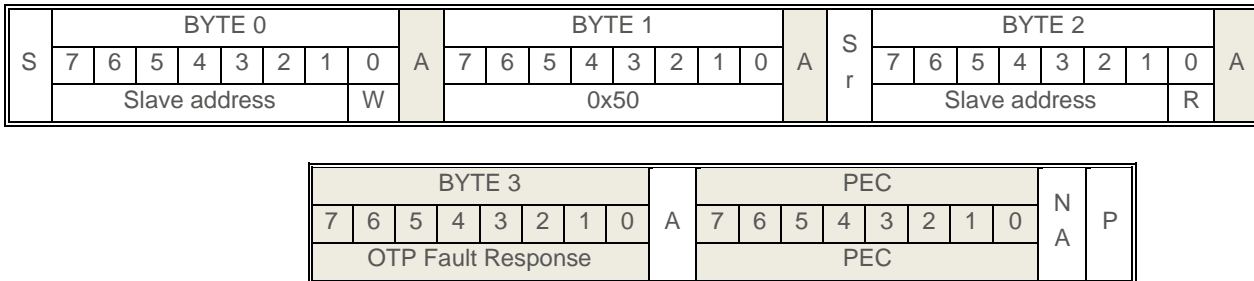 BYTE 0 BYTE 1 BYTE 2
S 7 6 5 4 3 2 1 0 A 7 6 5 4 3 2 1 0 A Sr 7 6 5 4 3 2 1 0 A
Slave address W 0x50 Slave address R
BYTE 3 PEC
7 6 5 4 3 2 1 0 A 7 6 5 4 3 2 1 0 NA P
OTP Fault Response PEC